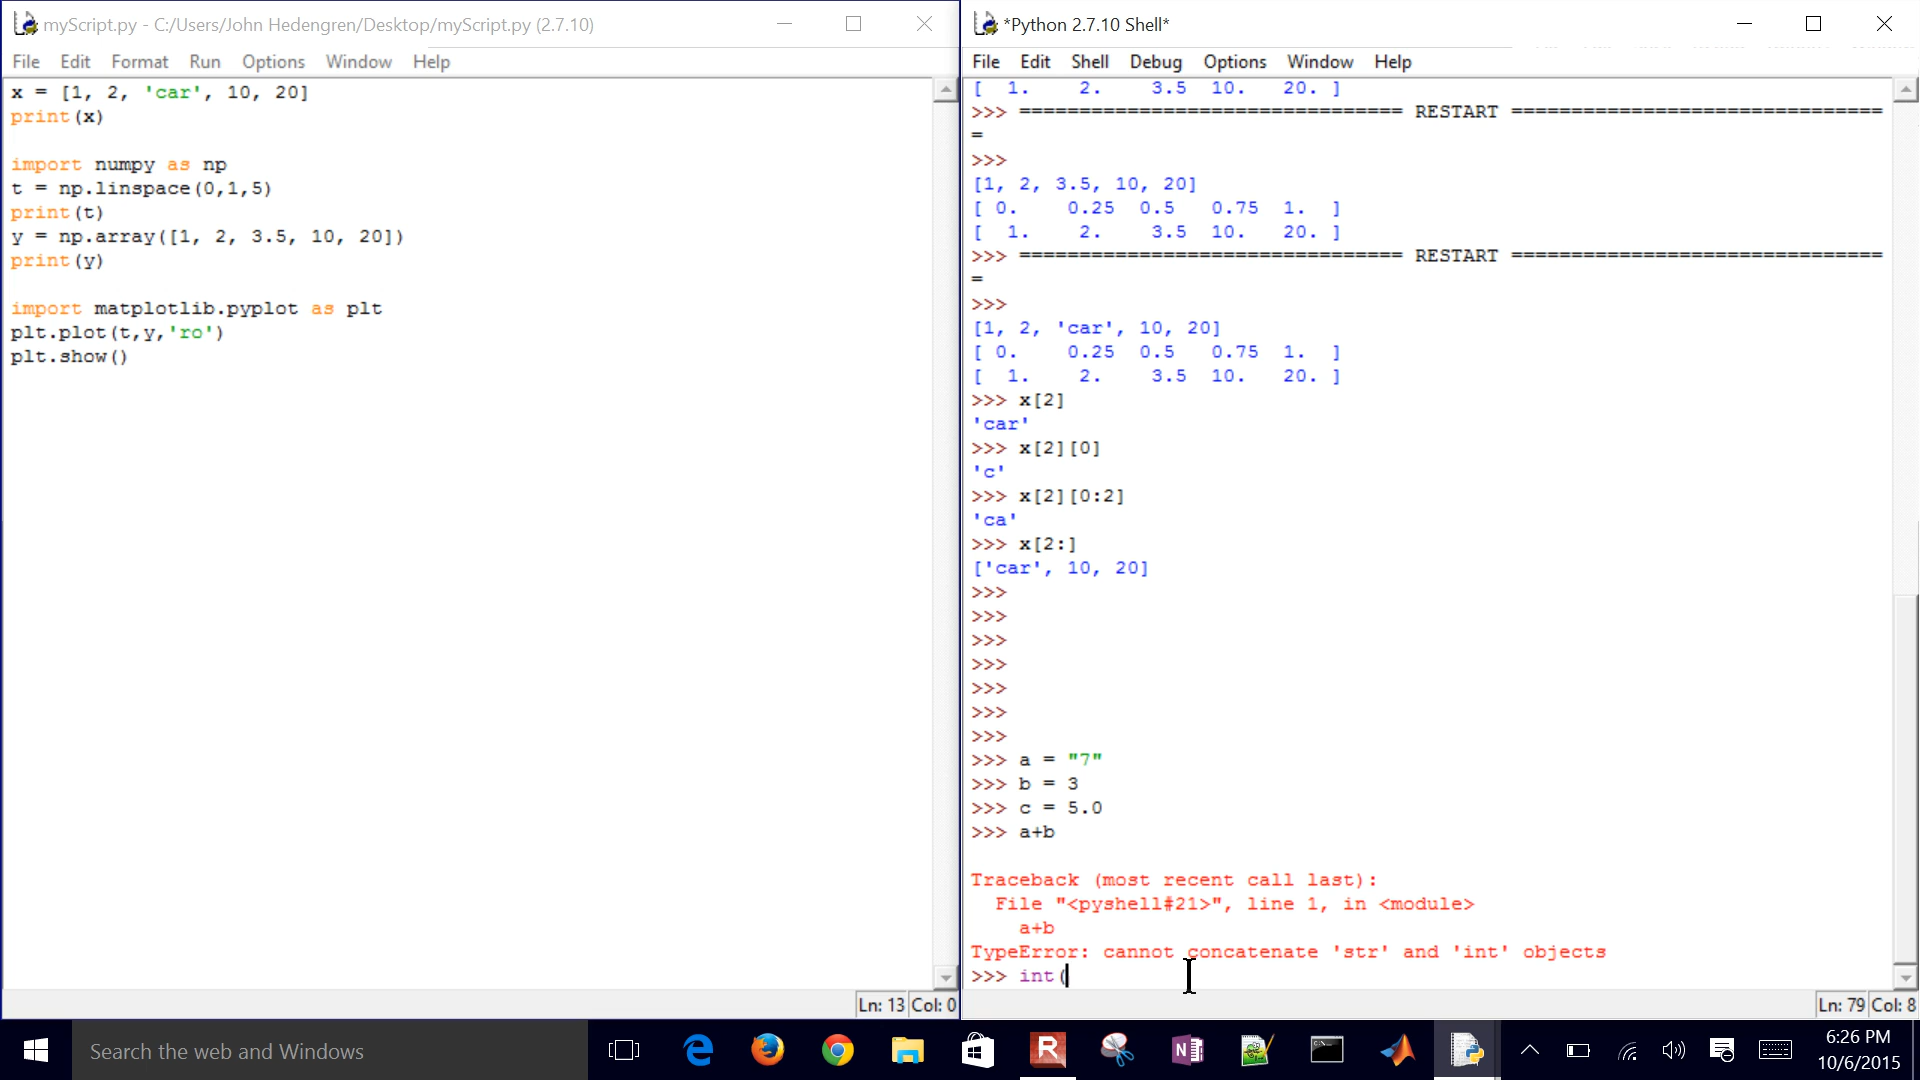 myScript.py - C:/Users/John Hedengren/Desktop/myScript.py (2.7.10)
File Edit Format Run Options Window Help
x = [1, 2, 'car', 10, 20]
print(x)
import numpy as np
t = np.linspace(0,1,5)
print(t)
y = np.array([1, 2, 3.5, 10, 20])
print(y)
import matplotlib.pyplot as plt
plt.plot(t,y,'ro')
plt.show()
Ln: 13 Col: 0
*Python 2.7.10 Shell*
File Edit Shell Debug Options Window Help
[ 1. 2. 3.5 10. 20. ]
>>> ================================ RESTART ===============================
=
>>>
[1, 2, 3.5, 10, 20]
[ 0. 0.25 0.5 0.75 1. ]
[ 1. 2. 3.5 10. 20. ]
>>> ================================ RESTART ===============================
=
>>>
[1, 2, 'car', 10, 20]
[ 0. 0.25 0.5 0.75 1. ]
[ 1. 2. 3.5 10. 20. ]
>>> x[2]
'car'
>>> x[2][0]
'c'
>>> x[2][0:2]
'ca'
>>> x[2:]
['car', 10, 20]
>>>
>>>
>>>
>>>
>>>
>>>
>>>
>>> a = "7"
>>> b = 3
>>> c = 5.0
>>> a+b
Traceback (most recent call last):
File "<pyshell#21>", line 1, in <module>
a+b
TypeError: cannot concatenate 'str' and 'int' objects
>>> int(
Ln: 79 Col: 8
Search the web and Windows
6:26 PM
10/6/2015